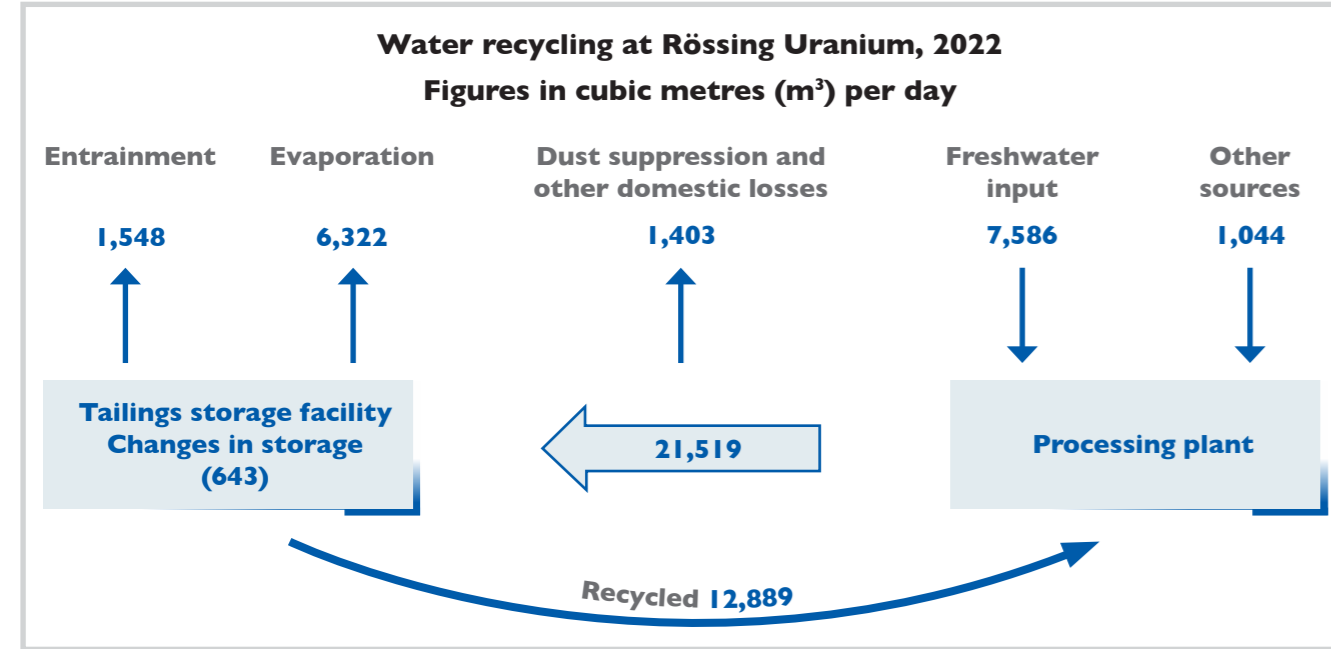 Water recycling at Rössing Uranium, 2022
Figures in cubic metres (m³) per day
Entrainment
Evaporation
Dust suppression and
other domestic losses
Freshwater
input
Other
sources
1,548
6,322
1,403
7,586
1,044
Tailings storage facility
Changes in storage
(643)
21,519
Processing plant
Recycled 12,889